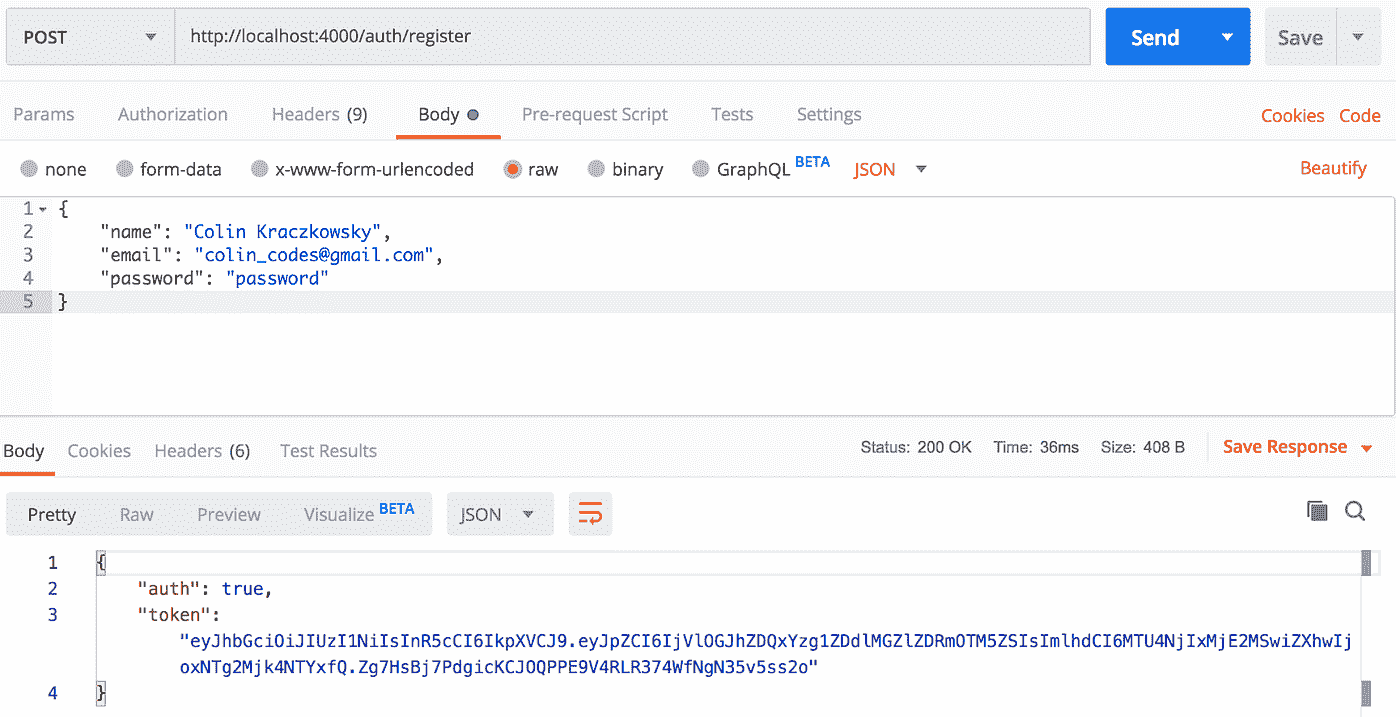 POST http://localhost:4000/auth/register Send Save
Params Authorization Headers (9) Body Pre-request Script Tests Settings Cookies Code
none form-data x-www-form-urlencoded raw binary GraphQL BETA JSON Beautify
1 {
2 "name": "Colin Kraczkowsky",
3 "email": "colin_codes@gmail.com",
4 "password": "password"
5 }
Body Cookies Headers (6) Test Results Status: 200 OK Time: 36ms Size: 408 B Save Response
Pretty Raw Preview Visualize BETA JSON
1 {
2 "auth": true,
3 "token":
"eyJhbGciOiJIUzI1NiIsInR5cCI6IkpXVCJ9.eyJpZCI6IjVlOGJhZDQxYzg1ZDdlMGZlZDRmOTM5ZSIsImlhdCI6MTU4NjIxMjE2MSwiZXhwIj
oxNTg2Mjk4NTYxfQ.Zg7HsBj7PdgicKCJOQPPE9V4RLR374WfNgN35v5ss2o"
4 }